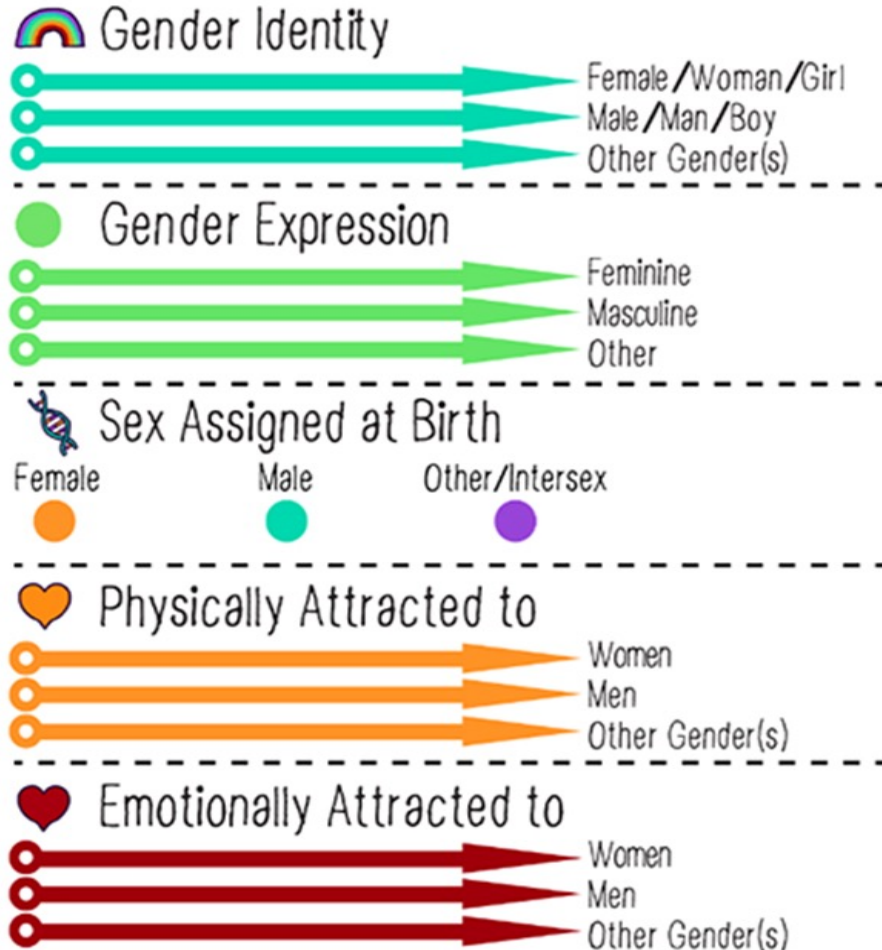 Gender Identity
Female/Woman/Girl
Male/Man/Boy
Other Gender(s)
Gender Expression
Feminine
Masculine
Other
Sex Assigned at Birth
Female Male Other/Intersex
Physically Attracted to
Women
Men
Other Gender(s)
Emotionally Attracted to
Women
Men
Other Gender(s)